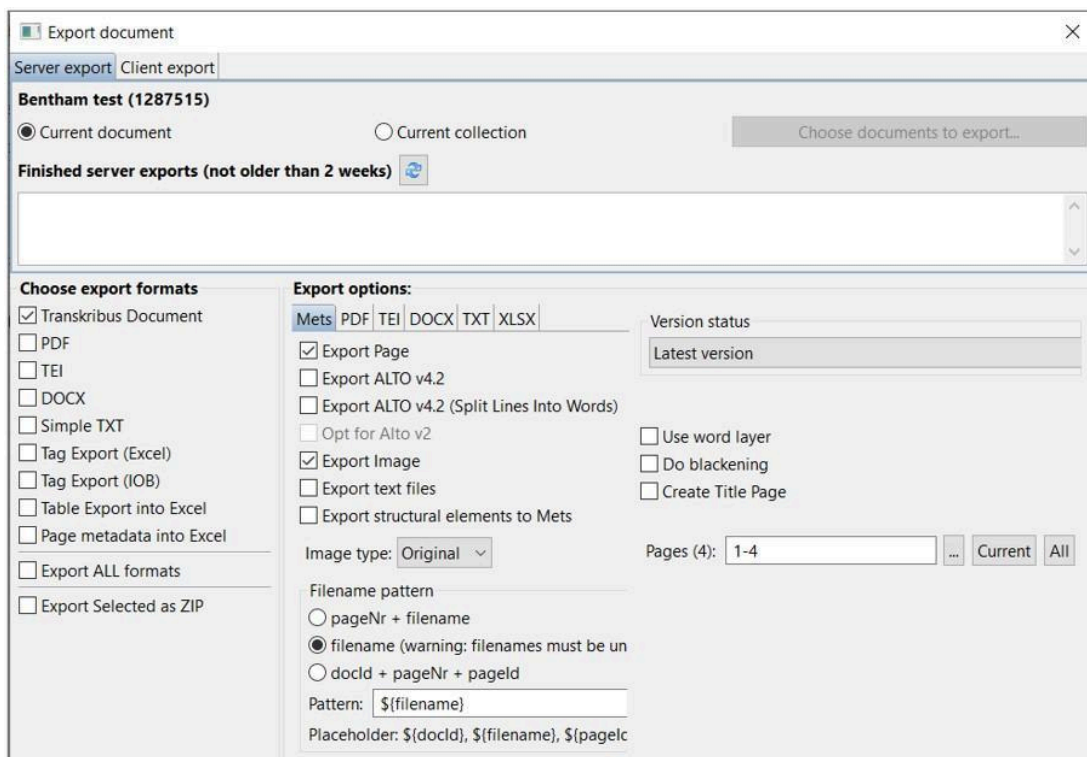 Export document
Server export Client export
Bentham test (1287515)
Current document Current collection Choose documents to export...
Finished server exports (not older than 2 weeks)
Choose export formats
Transkribus Document
PDF
TEI
DOCX
Simple TXT
Tag Export (Excel)
Tag Export (IOB)
Table Export into Excel
Page metadata into Excel
Export ALL formats
Export Selected as ZIP
Export options:
Mets PDF TEI DOCX TXT XLSX
Export Page
Export ALTO v4.2
Export ALTO v4.2 (Split Lines Into Words)
Opt for Alto v2
Export Image
Export text files
Export structural elements to Mets
Image type: Original
Filename pattern
pageNr + filename
filename (warning: filenames must be un
docId + pageNr + pageId
Pattern: ${filename}
Placeholder: ${docId}, ${filename}, ${pageIc
Version status
Latest version
Use word layer
Do blackening
Create Title Page
Pages (4): 1-4 ... Current All